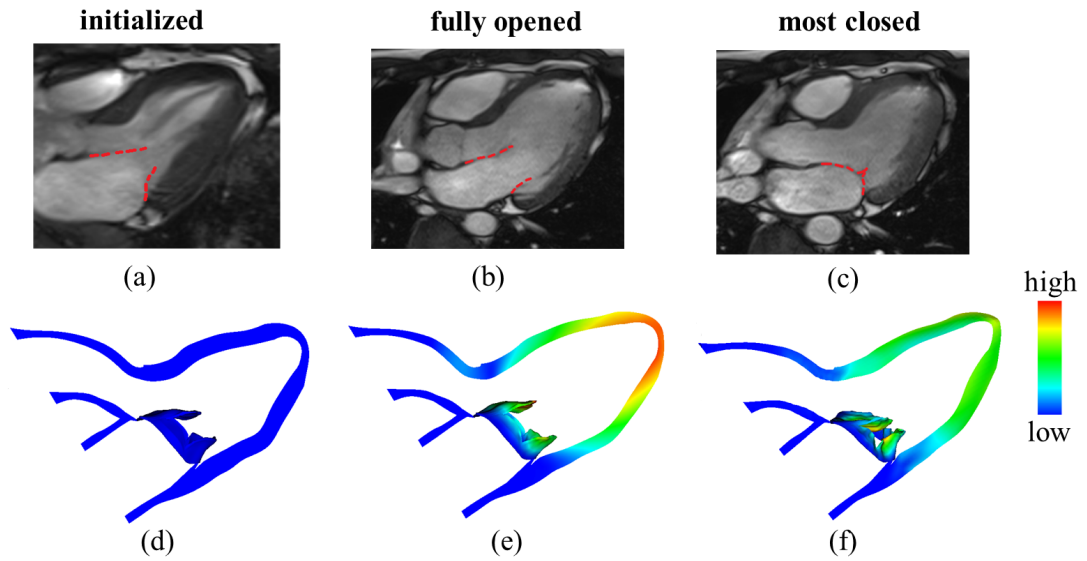 initialized
fully opened
most closed
(a)
(b)
(c)
high
low
(d)
(e)
(f)